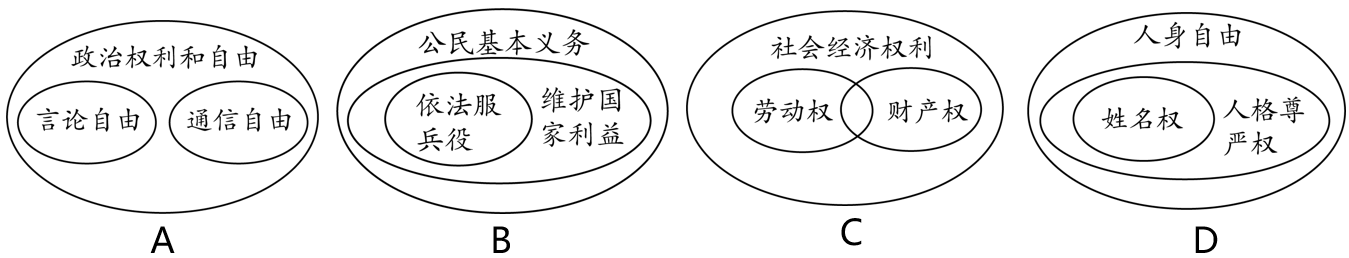 政治权利和自由
言论自由
通信自由
A
公民基本义务
依法服
兵役
维护国
家利益
B
社会经济权利
劳动权
财产权
C
人身自由
姓名权
人格尊
严权
D